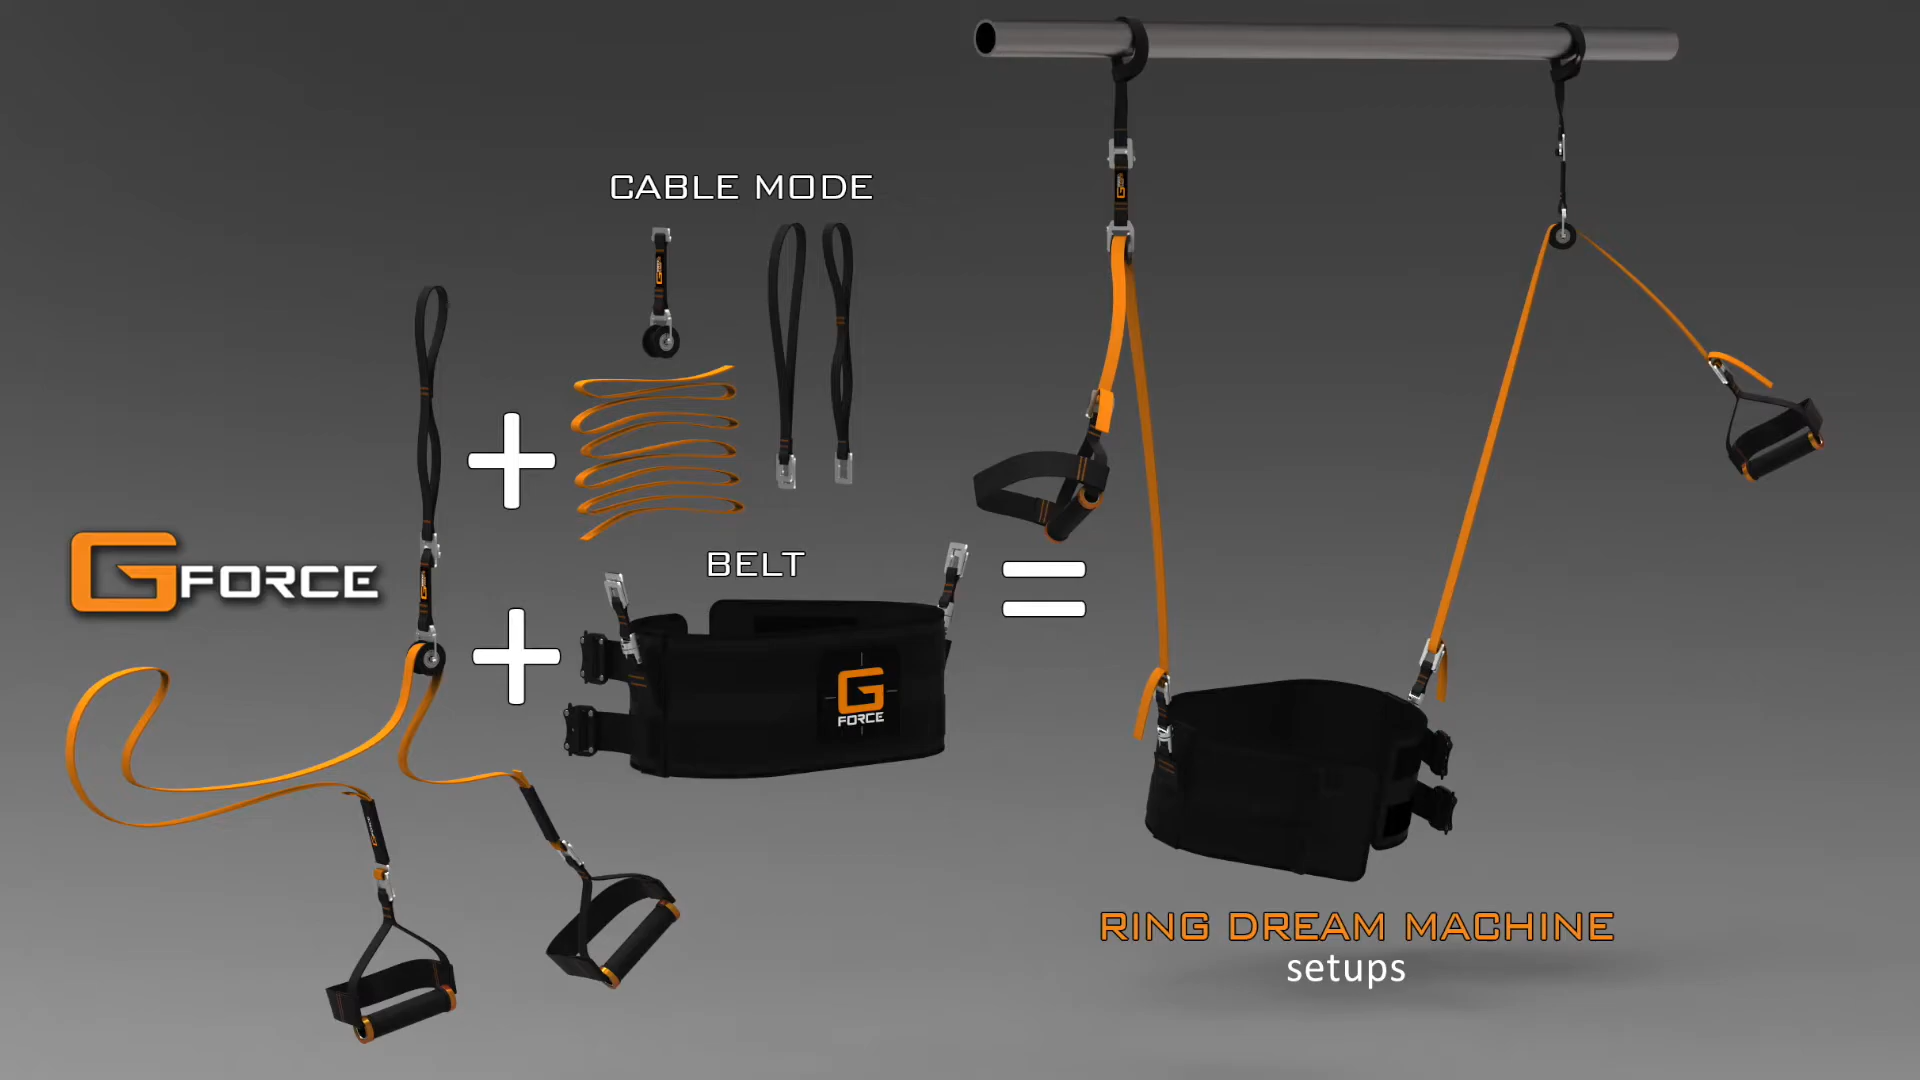 CABLE MODE
GFORCE
BELT
G
FORCE
RING DREAM MACHINE
setups